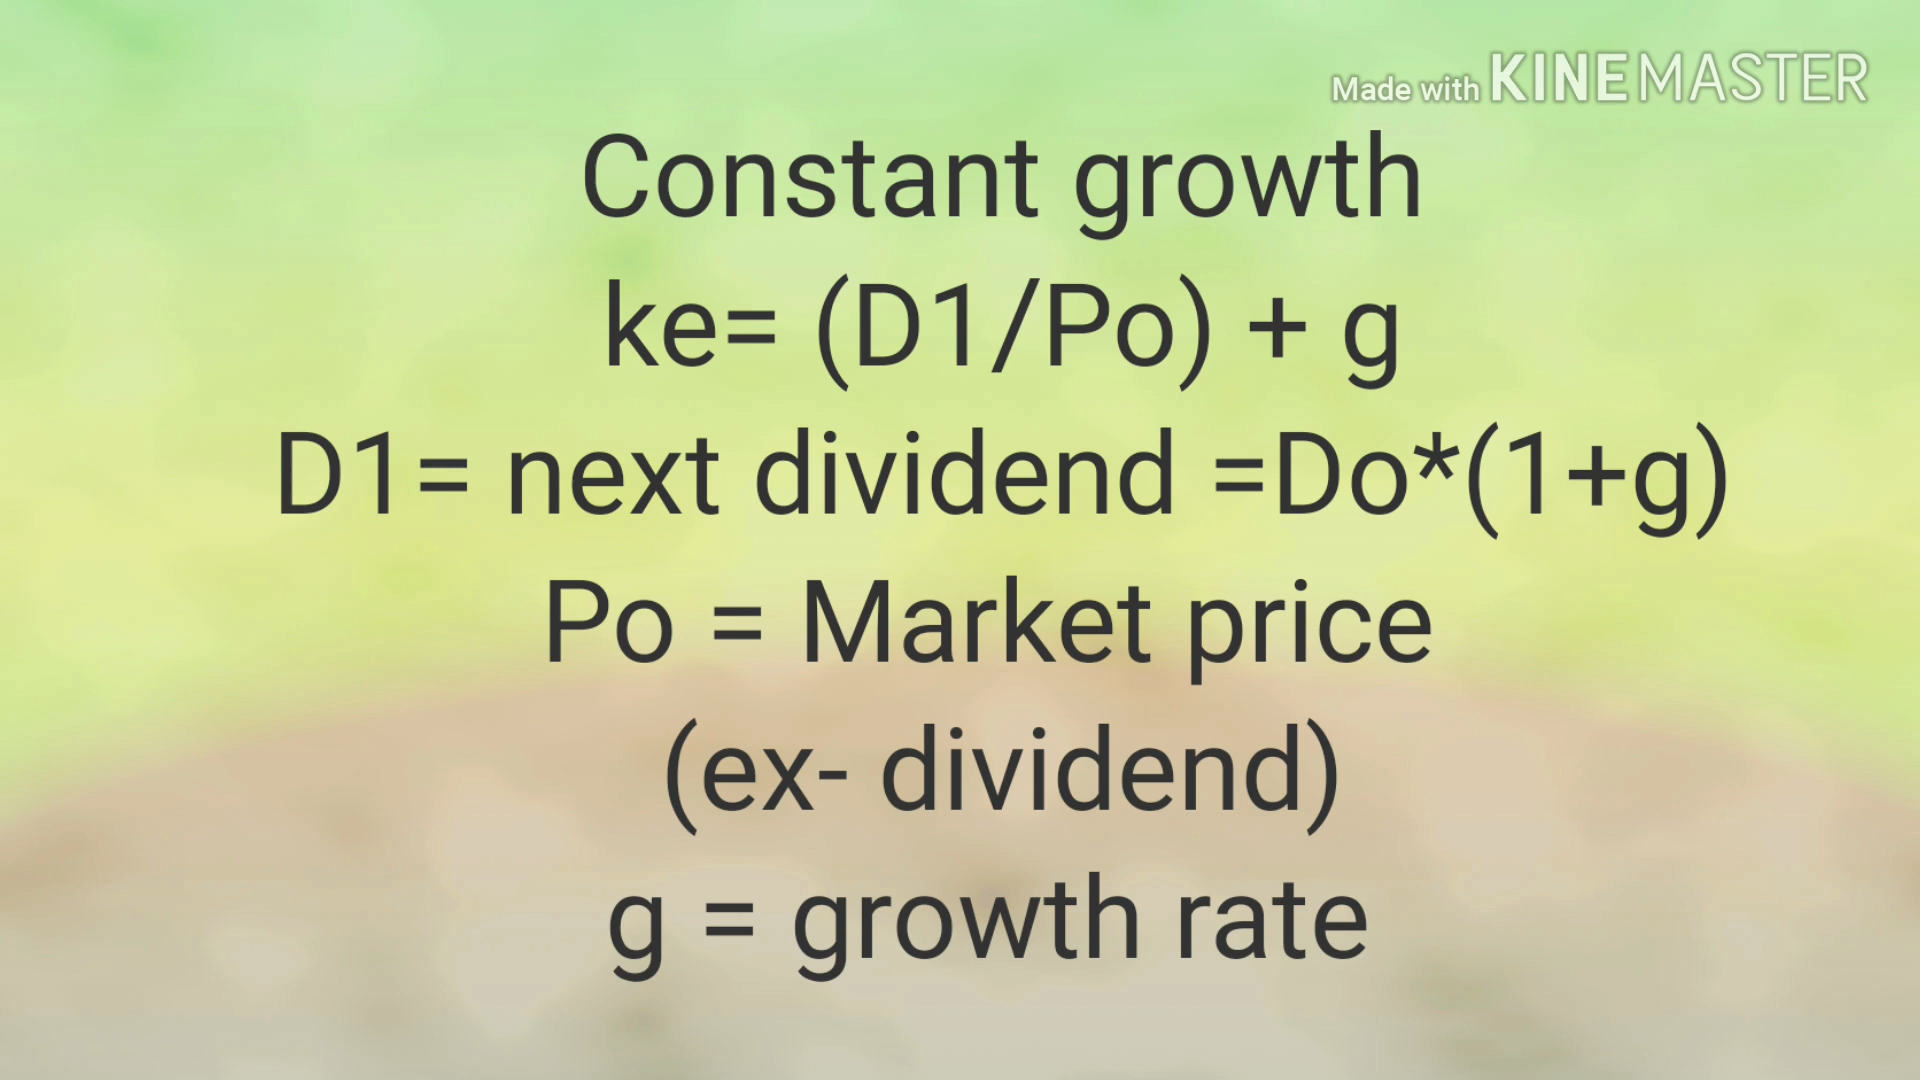 Made with KINEMASTER
Constant growth
ke= (D1/Po) + g
D1= next dividend =Do*(1+g)
Po = Market price
(ex- dividend)
g = growth rate